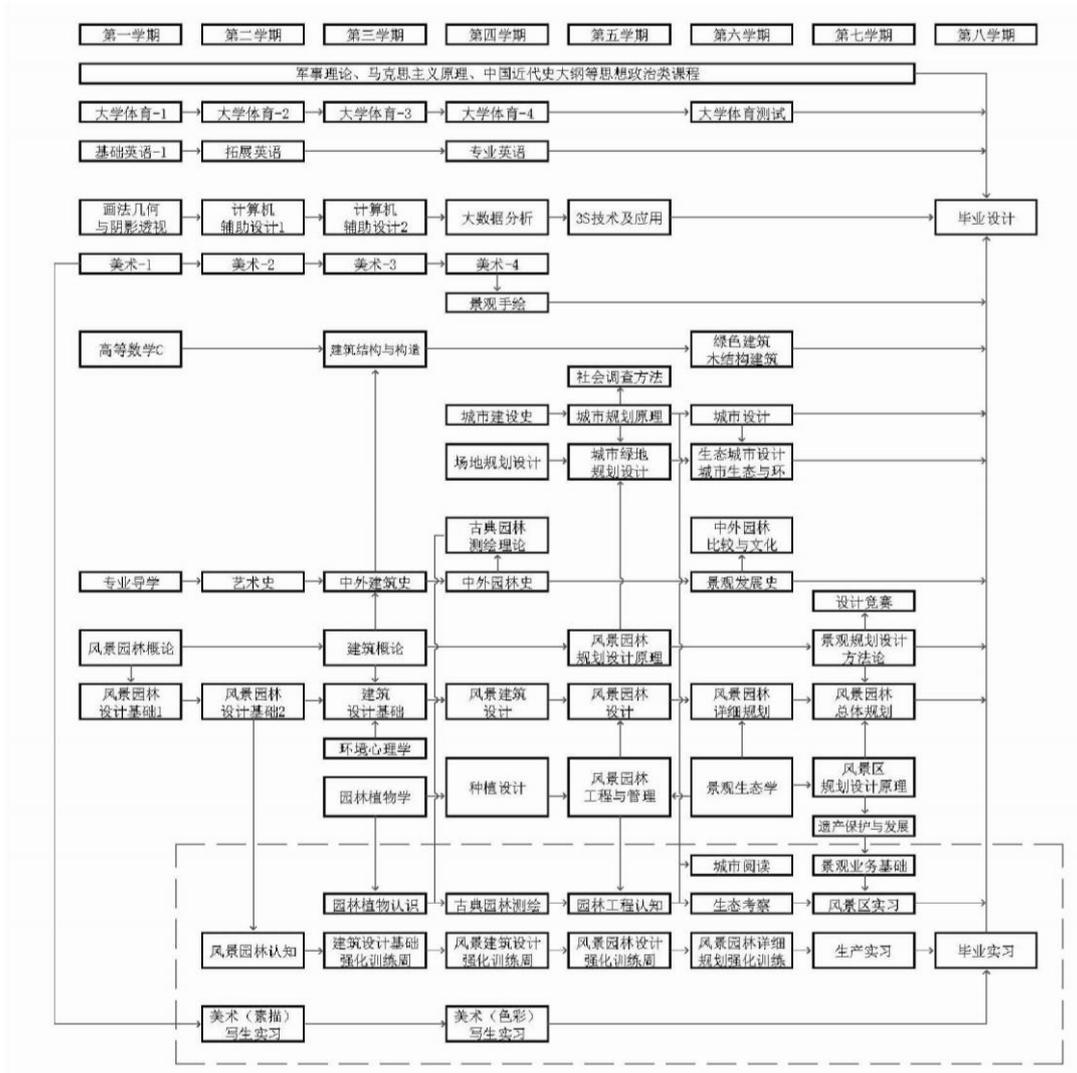 第一学期
第二学期
第三学期
第四学期
第五学期
第六学期
第七学期
第八学期
军事理论、马克思主义原理、中国近代史大纲等思想政治类课程
大学体育-1
大学体育-2
大学体育-3
大学体育-4
大学体育测试
基础英语-1
拓展英语
专业英语
画法几何
与阴影透视
计算机
辅助设计1
计算机
辅助设计2
大数据分析
3S技术及应用
毕业设计
美术-1
美术-2
美术-3
美术-4
景观手绘
高等数学C
建筑结构与构造
绿色建筑
木结构建筑
社会调查方法
城市建设史
城市规划原理
城市设计
场地规划设计
城市绿地
规划设计
生态城市设计
城市生态与环
古典园林
测绘理论
中外园林
比较与文化
专业导学
艺术史
中外建筑史
中外园林史
景观发展史
设计竞赛
风景园林概论
建筑概论
风景园林
规划设计原理
景观规划设计
方法论
风景园林
设计基础1
风景园林
设计基础2
建筑
设计基础
风景建筑
设计
风景园林
设计
风景园林
详细规划
风景园林
总体规划
环境心理学
园林植物学
种植设计
风景园林
工程与管理
景观生态学
风景区
规划设计原理
遗产保护与发展
城市阅读
景观业务基础
园林植物认识
古典园林测绘
园林工程认知
生态考察
风景区实习
风景园林认知
建筑设计基础
强化训练周
风景建筑设计
强化训练周
风景园林设计
强化训练周
风景园林详细
规划强化训练
生产实习
毕业实习
美术（素描）
写生实习
美术（色彩）
写生实习